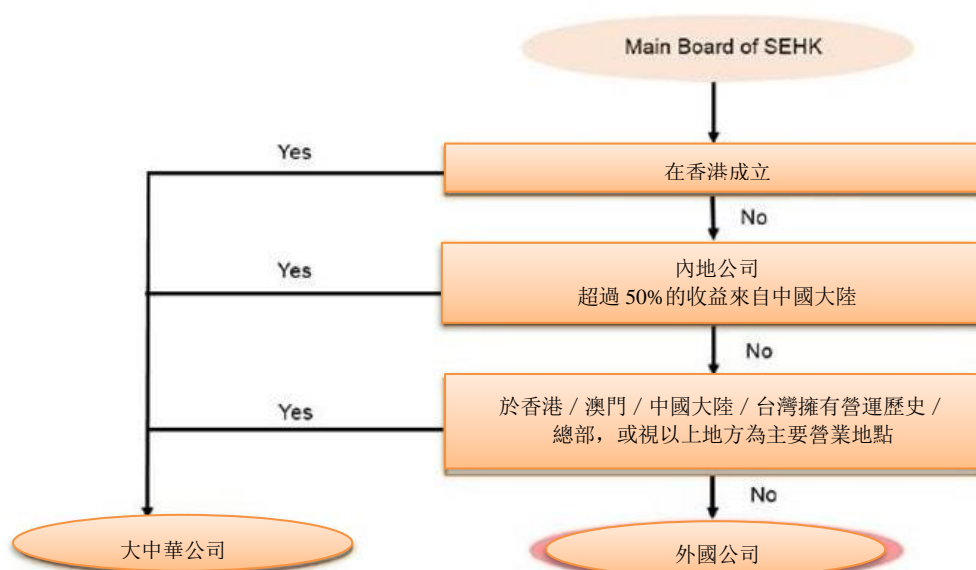 Main Board of SEHK
Yes
在香港成立
No
Yes
內地公司
超過 50%的收益來自中國大陸
No
Yes
於香港 / 澳門 / 中國大陸 / 台灣擁有營運歷史 /
總部，或視以上地方為主要營業地點
No
大中華公司
外國公司